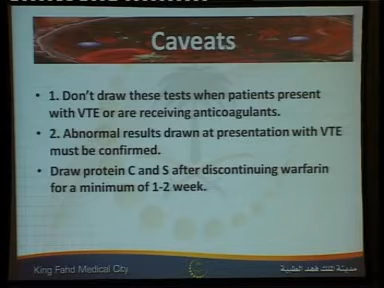 Caveats
• 1. Don't draw these tests when patients present
with VTE or are receiving anticoagulants.
• 2. Abnormal results drawn at presentation with VTE
must be confirmed.
• Draw protein C and S after discontinuing warfarin
for a minimum of 1-2 week.
King Fahd Medical City
مدينة الملك فهد الطبية